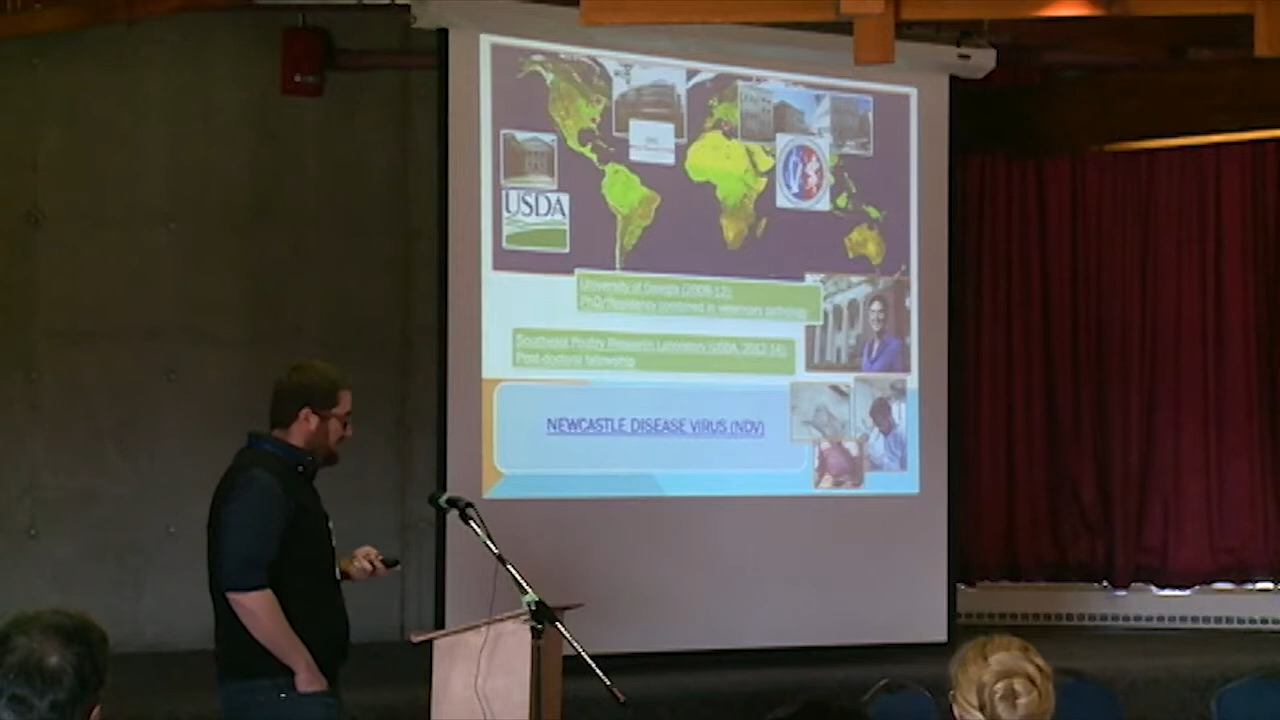 USDA
University of Georgia (2008-12)
PhD/Residency combined in veterinary pathology
Southeast Poultry Research Laboratory (USDA, 2012-14)
Post-doctoral fellowship
NEWCASTLE DISEASE VIRUS (NDV)